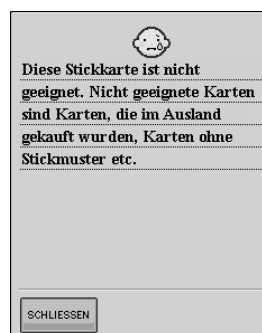 Diese Stickkarte ist nicht
geeignet. Nicht geeignete Karten
sind Karten, die im Ausland
gekauft wurden, Karten ohne
Stickmuster etc.
SCHLIESSEN